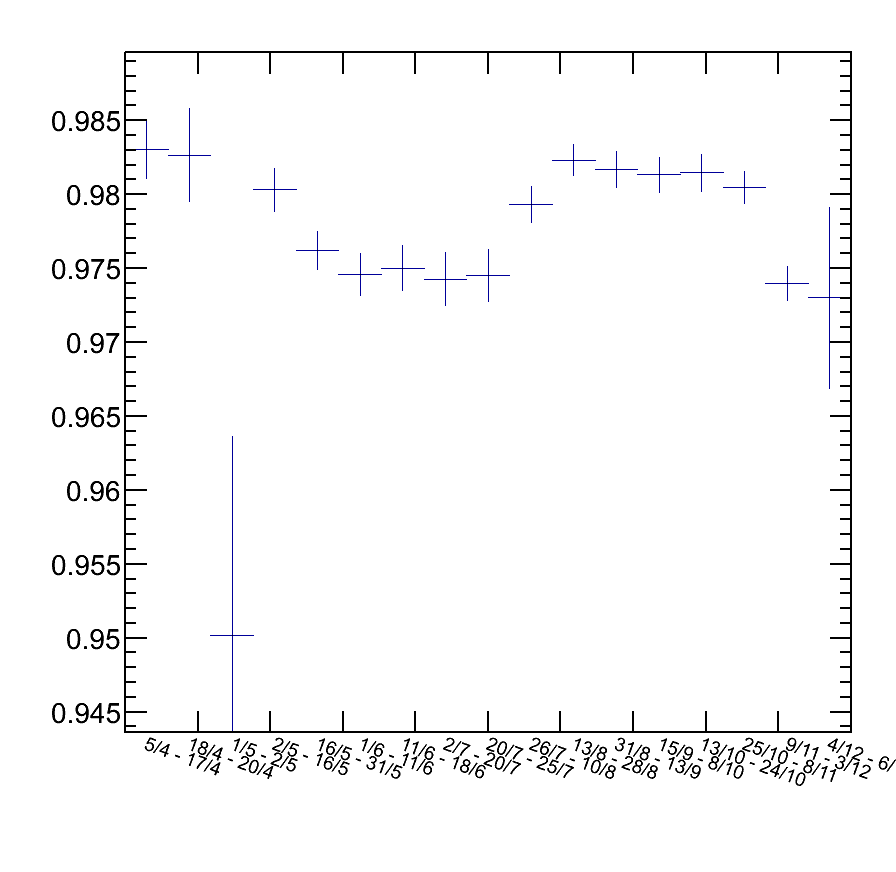 0.985
0.98
0.975
0.97
0.965
0.96
0.955
0.95
0.945
5/4 - 17/4
18/4 - 20/4
1/5 - 2/5
2/5 - 16/5
16/5 - 31/5
1/6 - 11/6
11/6 - 18/6
2/7 - 20/7
20/7 - 25/7
26/7 - 10/8
13/8 - 28/8
31/8 - 13/9
15/9 - 8/10
13/10 - 24/10
25/10 - 8/11
9/11 - 3/12
4/12 - 6/